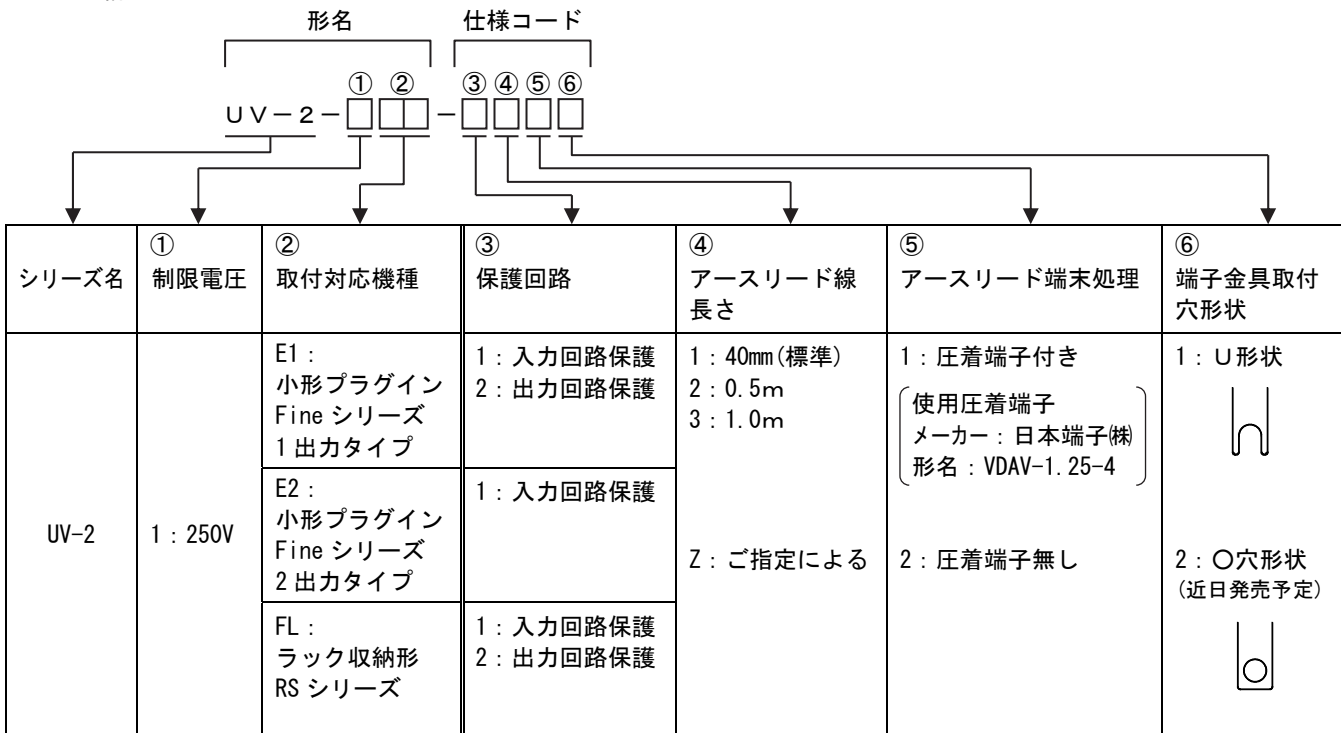 形名 仕様コード
① ② ③ ④ ⑤ ⑥
UV-2-□□□-□□□□
シリーズ名
①
制限電圧
②
取付対応機種
③
保護回路
④
アースリード線
長さ
⑤
アースリード端末処理
⑥
端子金具取付
穴形状
UV-2
1:250V
E1:
小形プラグイン
Fineシリーズ
1出力タイプ
1:入力回路保護
2:出力回路保護
E2:
小形プラグイン
Fineシリーズ
2出力タイプ
1:入力回路保護
FL:
ラック収納形
RSシリーズ
1:入力回路保護
2:出力回路保護
1:40mm(標準)
2:0.5m
3:1.0m
Z:ご指定による
1:圧着端子付き
使用圧着端子
メーカー:日本端子㈱
形名:VDAV-1.25-4
2:圧着端子無し
1:U形状
2:○穴形状
(近日発売予定)